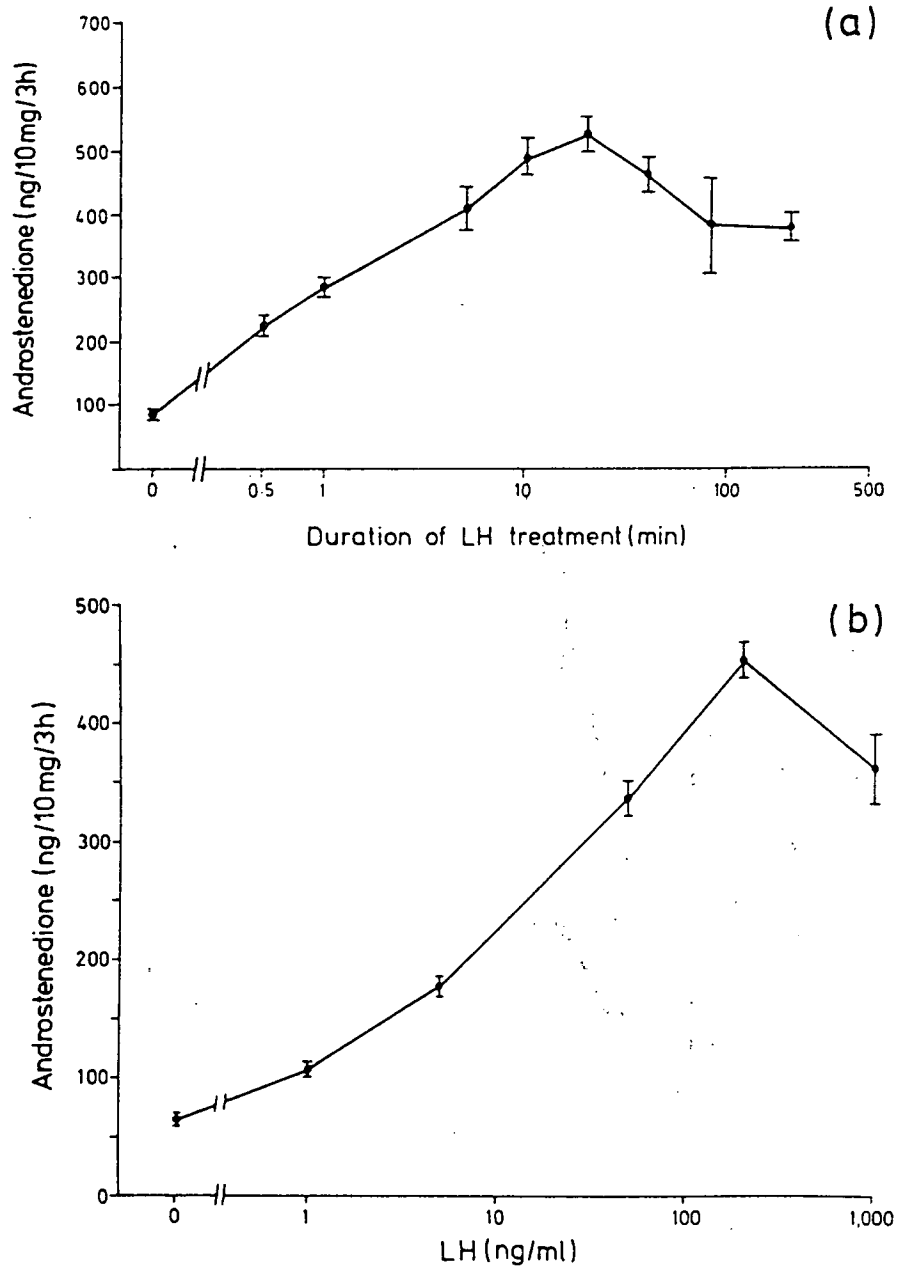 (a)
Androstenedione (ng/10mg/3h)
700
600
500
400
300
200
100
0 0·5 1 10 100 500
Duration of LH treatment (min)
(b)
Androstenedione (ng/10mg/3h)
500
400
300
200
100
0
0 1 10 100 1,000
LH (ng/ml)